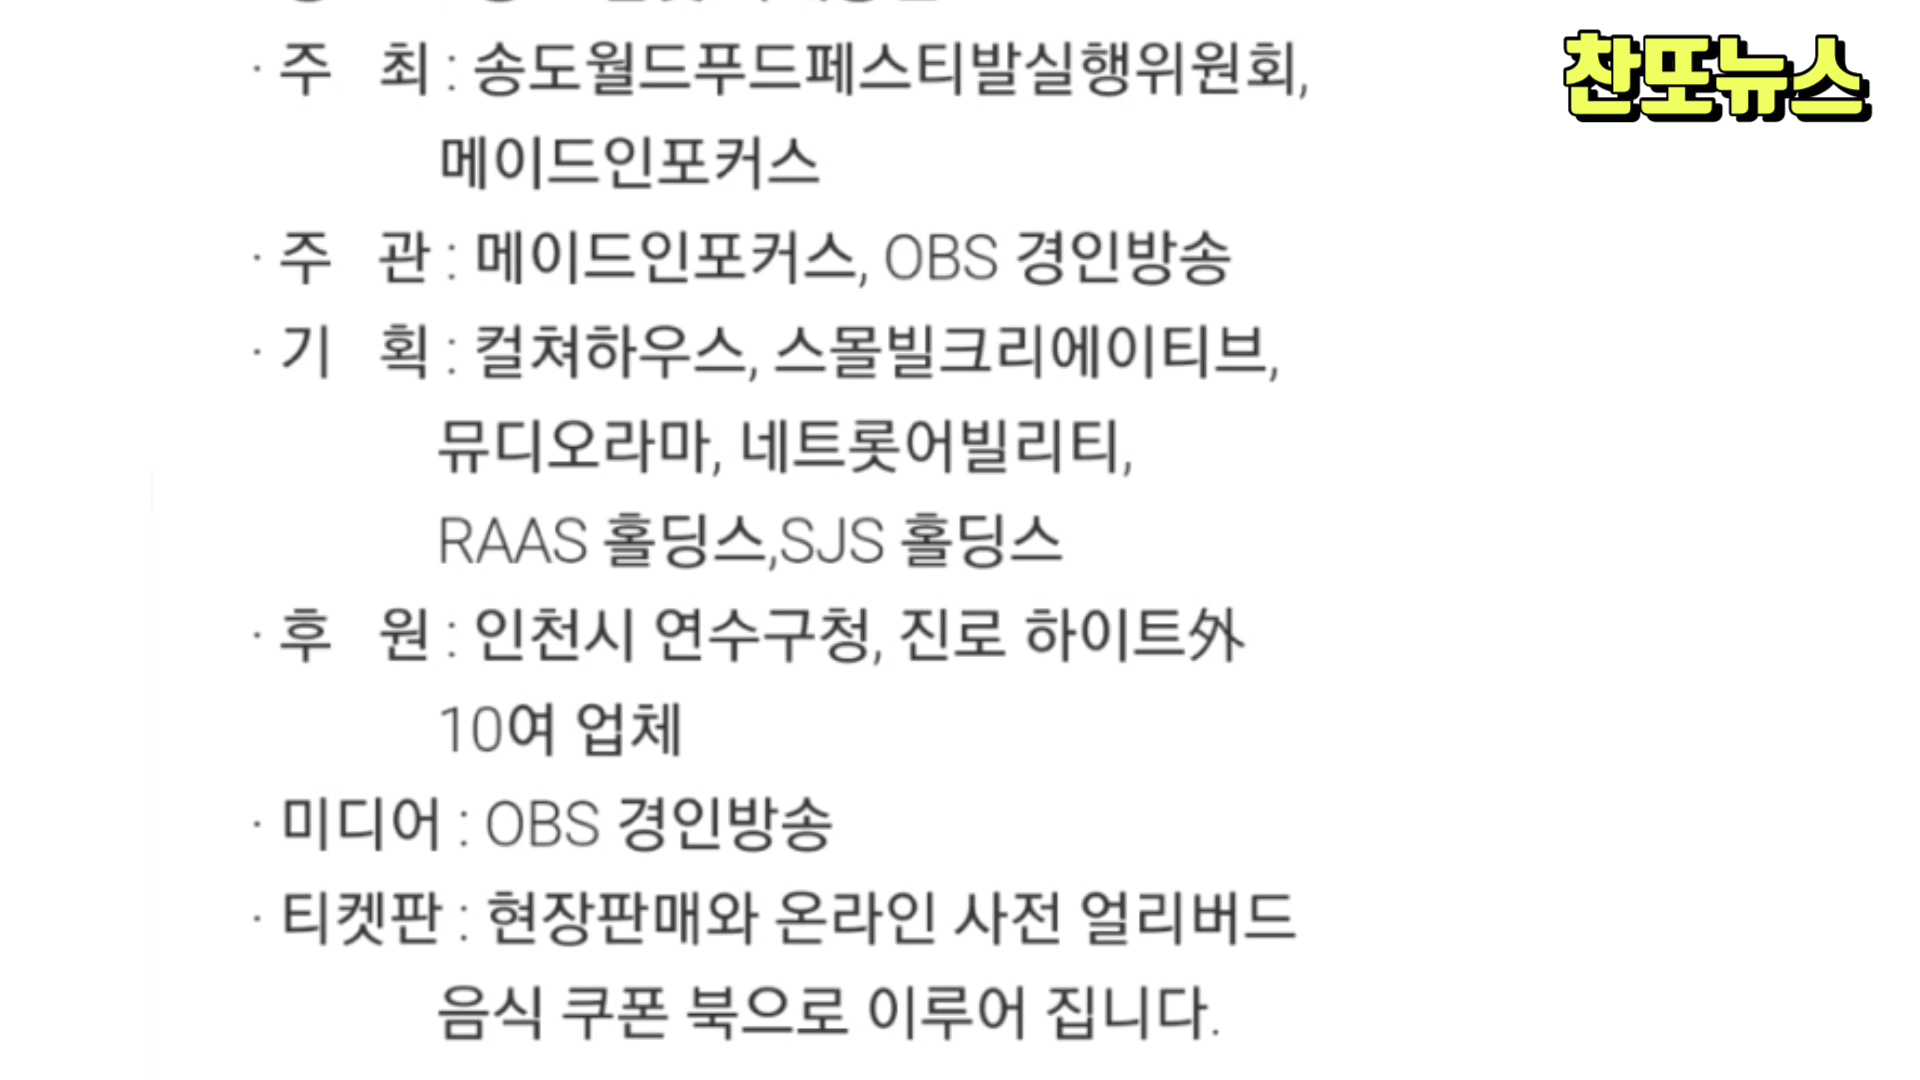 · 주 최 : 송도월드푸드페스티발실행위원회,
찬또뉴스
메이드인포커스
· 주 관 : 메이드인포커스, OBS 경인방송
· 기 획 : 컬쳐하우스, 스몰빌크리에이티브,
뮤디오라마, 네트롯어빌리티,
RAAS 홀딩스,SJS 홀딩스
· 후 원 : 인천시 연수구청, 진로 하이트外
10여 업체
· 미디어 : OBS 경인방송
· 티켓판 : 현장판매와 온라인 사전 얼리버드
음식 쿠폰 북으로 이루어 집니다.